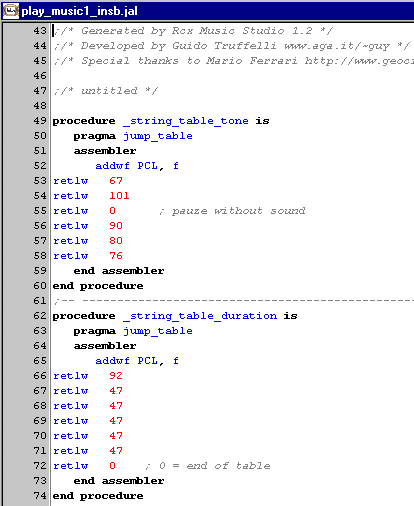 play_music1_insb.jal
43 ;/* Generated by Rcx Music Studio 1.2 */
44 ;/* Developed by Guido Truffelli www.aga.it/~guy */
45 ;/* Special thanks to Mario Ferrari http://www.geoci
46
47 ;/* untitled */
48
49 procedure _string_table_tone is
50 pragma jump_table
51 assembler
52 addwf PCL, f
53 retlw 67
54 retlw 101
55 retlw 0 ; pauze without sound
56 retlw 90
57 retlw 80
58 retlw 76
59 end assembler
60 end procedure
61 ;-- ------------------------------------
62 procedure _string_table_duration is
63 pragma jump_table
64 assembler
65 addwf PCL, f
66 retlw 92
67 retlw 47
68 retlw 47
69 retlw 47
70 retlw 47
71 retlw 47
72 retlw 0 ; 0 = end of table
73 end assembler
74 end procedure